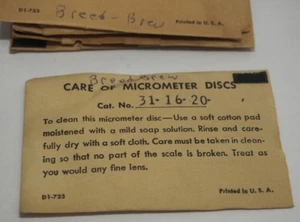 Breed-Brew
D1-723 Printed in U. S. A.
Breed-Brew
CARE OF MICROMETER DISCS
Cat. No. 31-16-20
To clean this micrometer disc—Use a soft cotton pad
moistened with a mild soap solution. Rinse and care-
fully dry with a soft cloth. Care must be taken in clean-
ing so that no part of the scale is broken. Treat as
you would any fine lens.
D1-723 Printed in U. S. A.